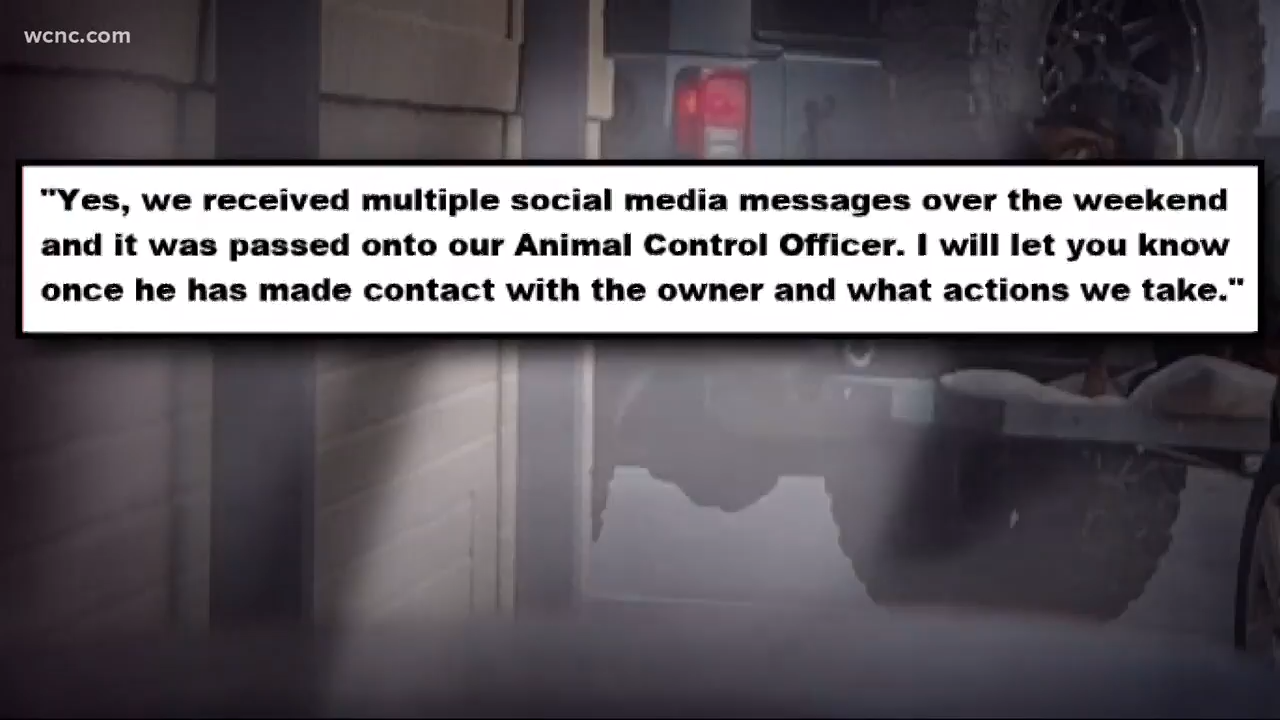 wcnc.com
"Yes, we received multiple social media messages over the weekend
and it was passed onto our Animal Control Officer. I will let you know
once he has made contact with the owner and what actions we take."